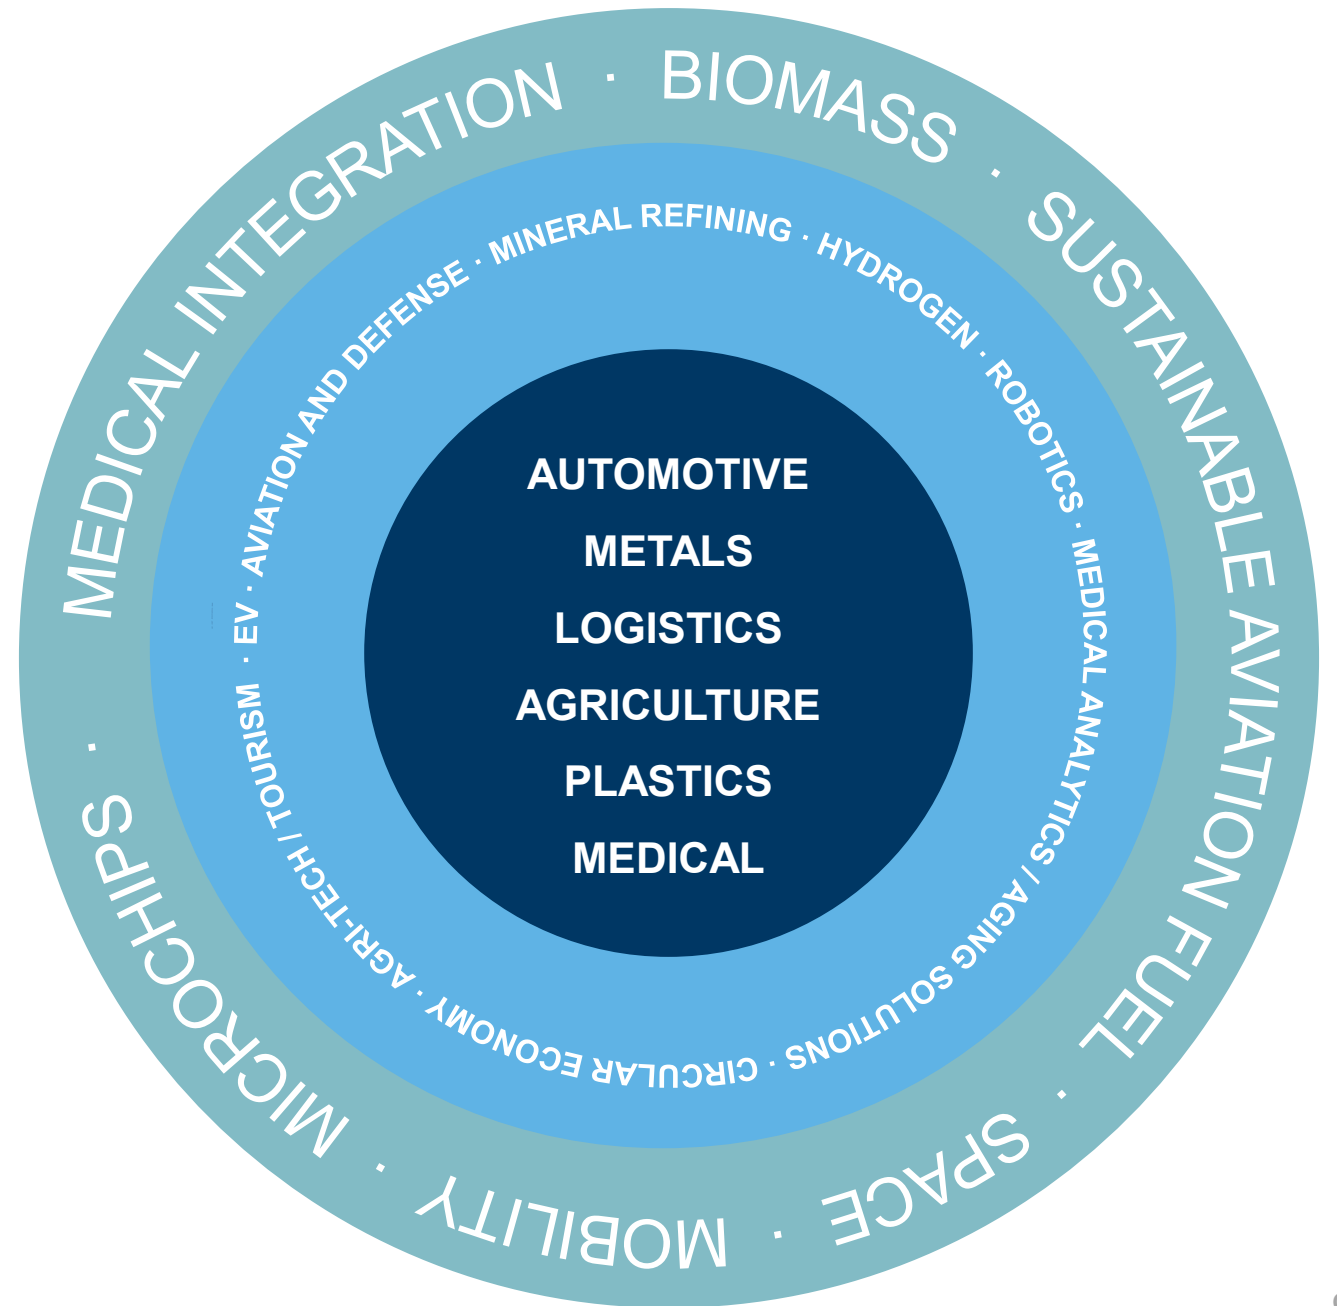 MEDICAL INTEGRATION · BIOMASS · SUSTAINABLE AVIATION FUEL · SPACE · MOBILITY · MICROCHIPS ·
· EV · AVIATION AND DEFENSE · MINERAL REFINING · HYDROGEN · ROBOTICS · MEDICAL ANALYTICS / AGING SOLUTIONS · CIRCULAR ECONOMY · AGRI-TECH / TOURISM
AUTOMOTIVE
METALS
LOGISTICS
AGRICULTURE
PLASTICS
MEDICAL